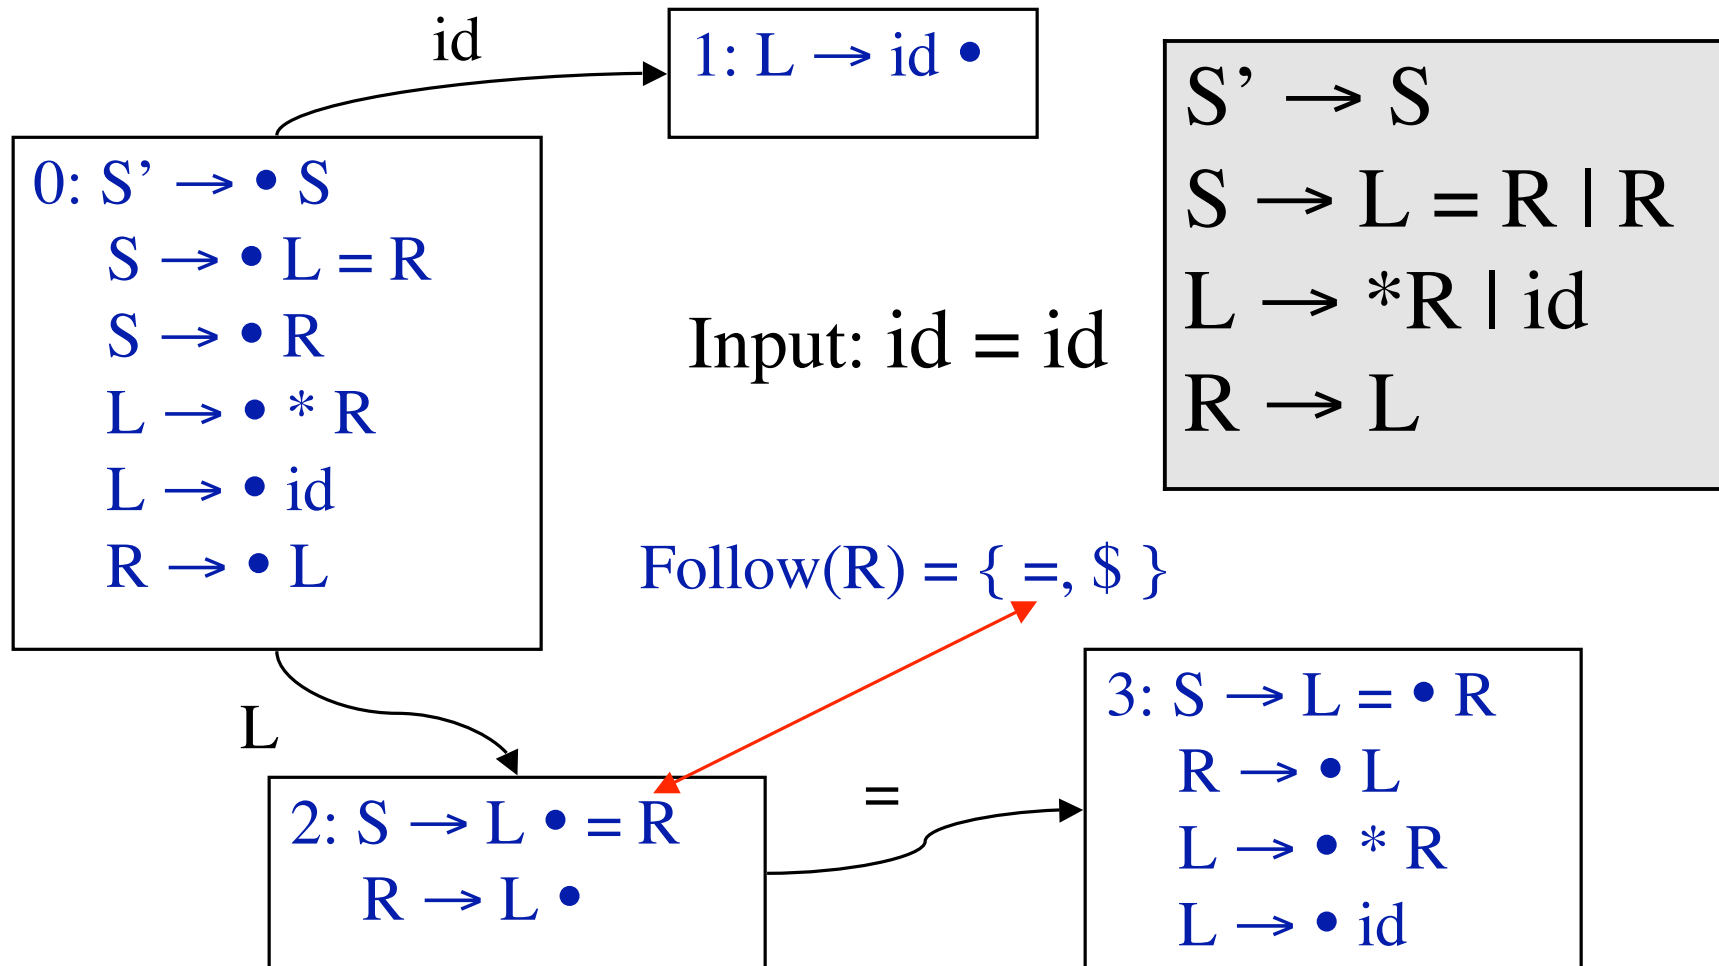 id
1: L → id •
S’ → S
S → L = R | R
L → *R | id
R → L
0: S’ → • S
S → • L = R
S → • R
L → • * R
L → • id
R → • L
Input: id = id
Follow(R) = { =, $ }
L
2: S → L • = R
R → L •
=
3: S → L = • R
R → • L
L → • * R
L → • id